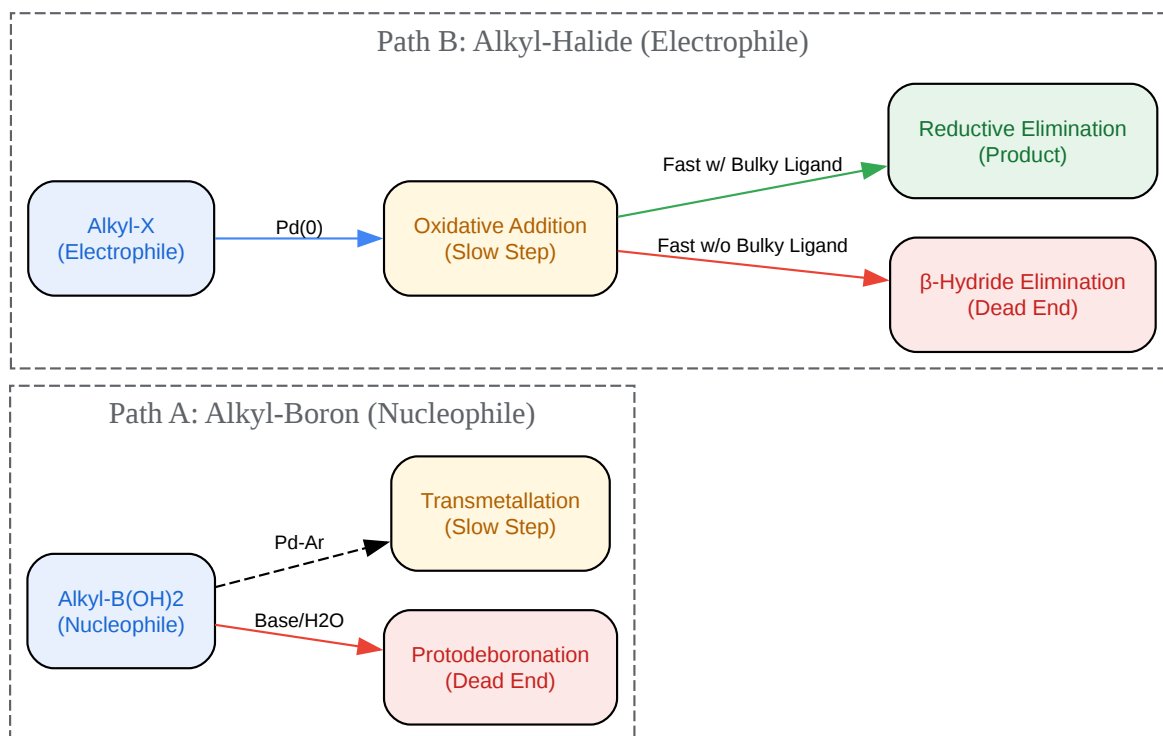 Path B: Alkyl-Halide (Electrophile)
Alkyl-X
(Electrophile)
Pd(0)
Oxidative Addition
(Slow Step)
Fast w/ Bulky Ligand
Reductive Elimination
(Product)
Fast w/o Bulky Ligand
β-Hydride Elimination
(Dead End)
Path A: Alkyl-Boron (Nucleophile)
Alkyl-B(OH)2
(Nucleophile)
Pd-Ar
Transmetallation
(Slow Step)
Base/H2O
Protodeboronation
(Dead End)